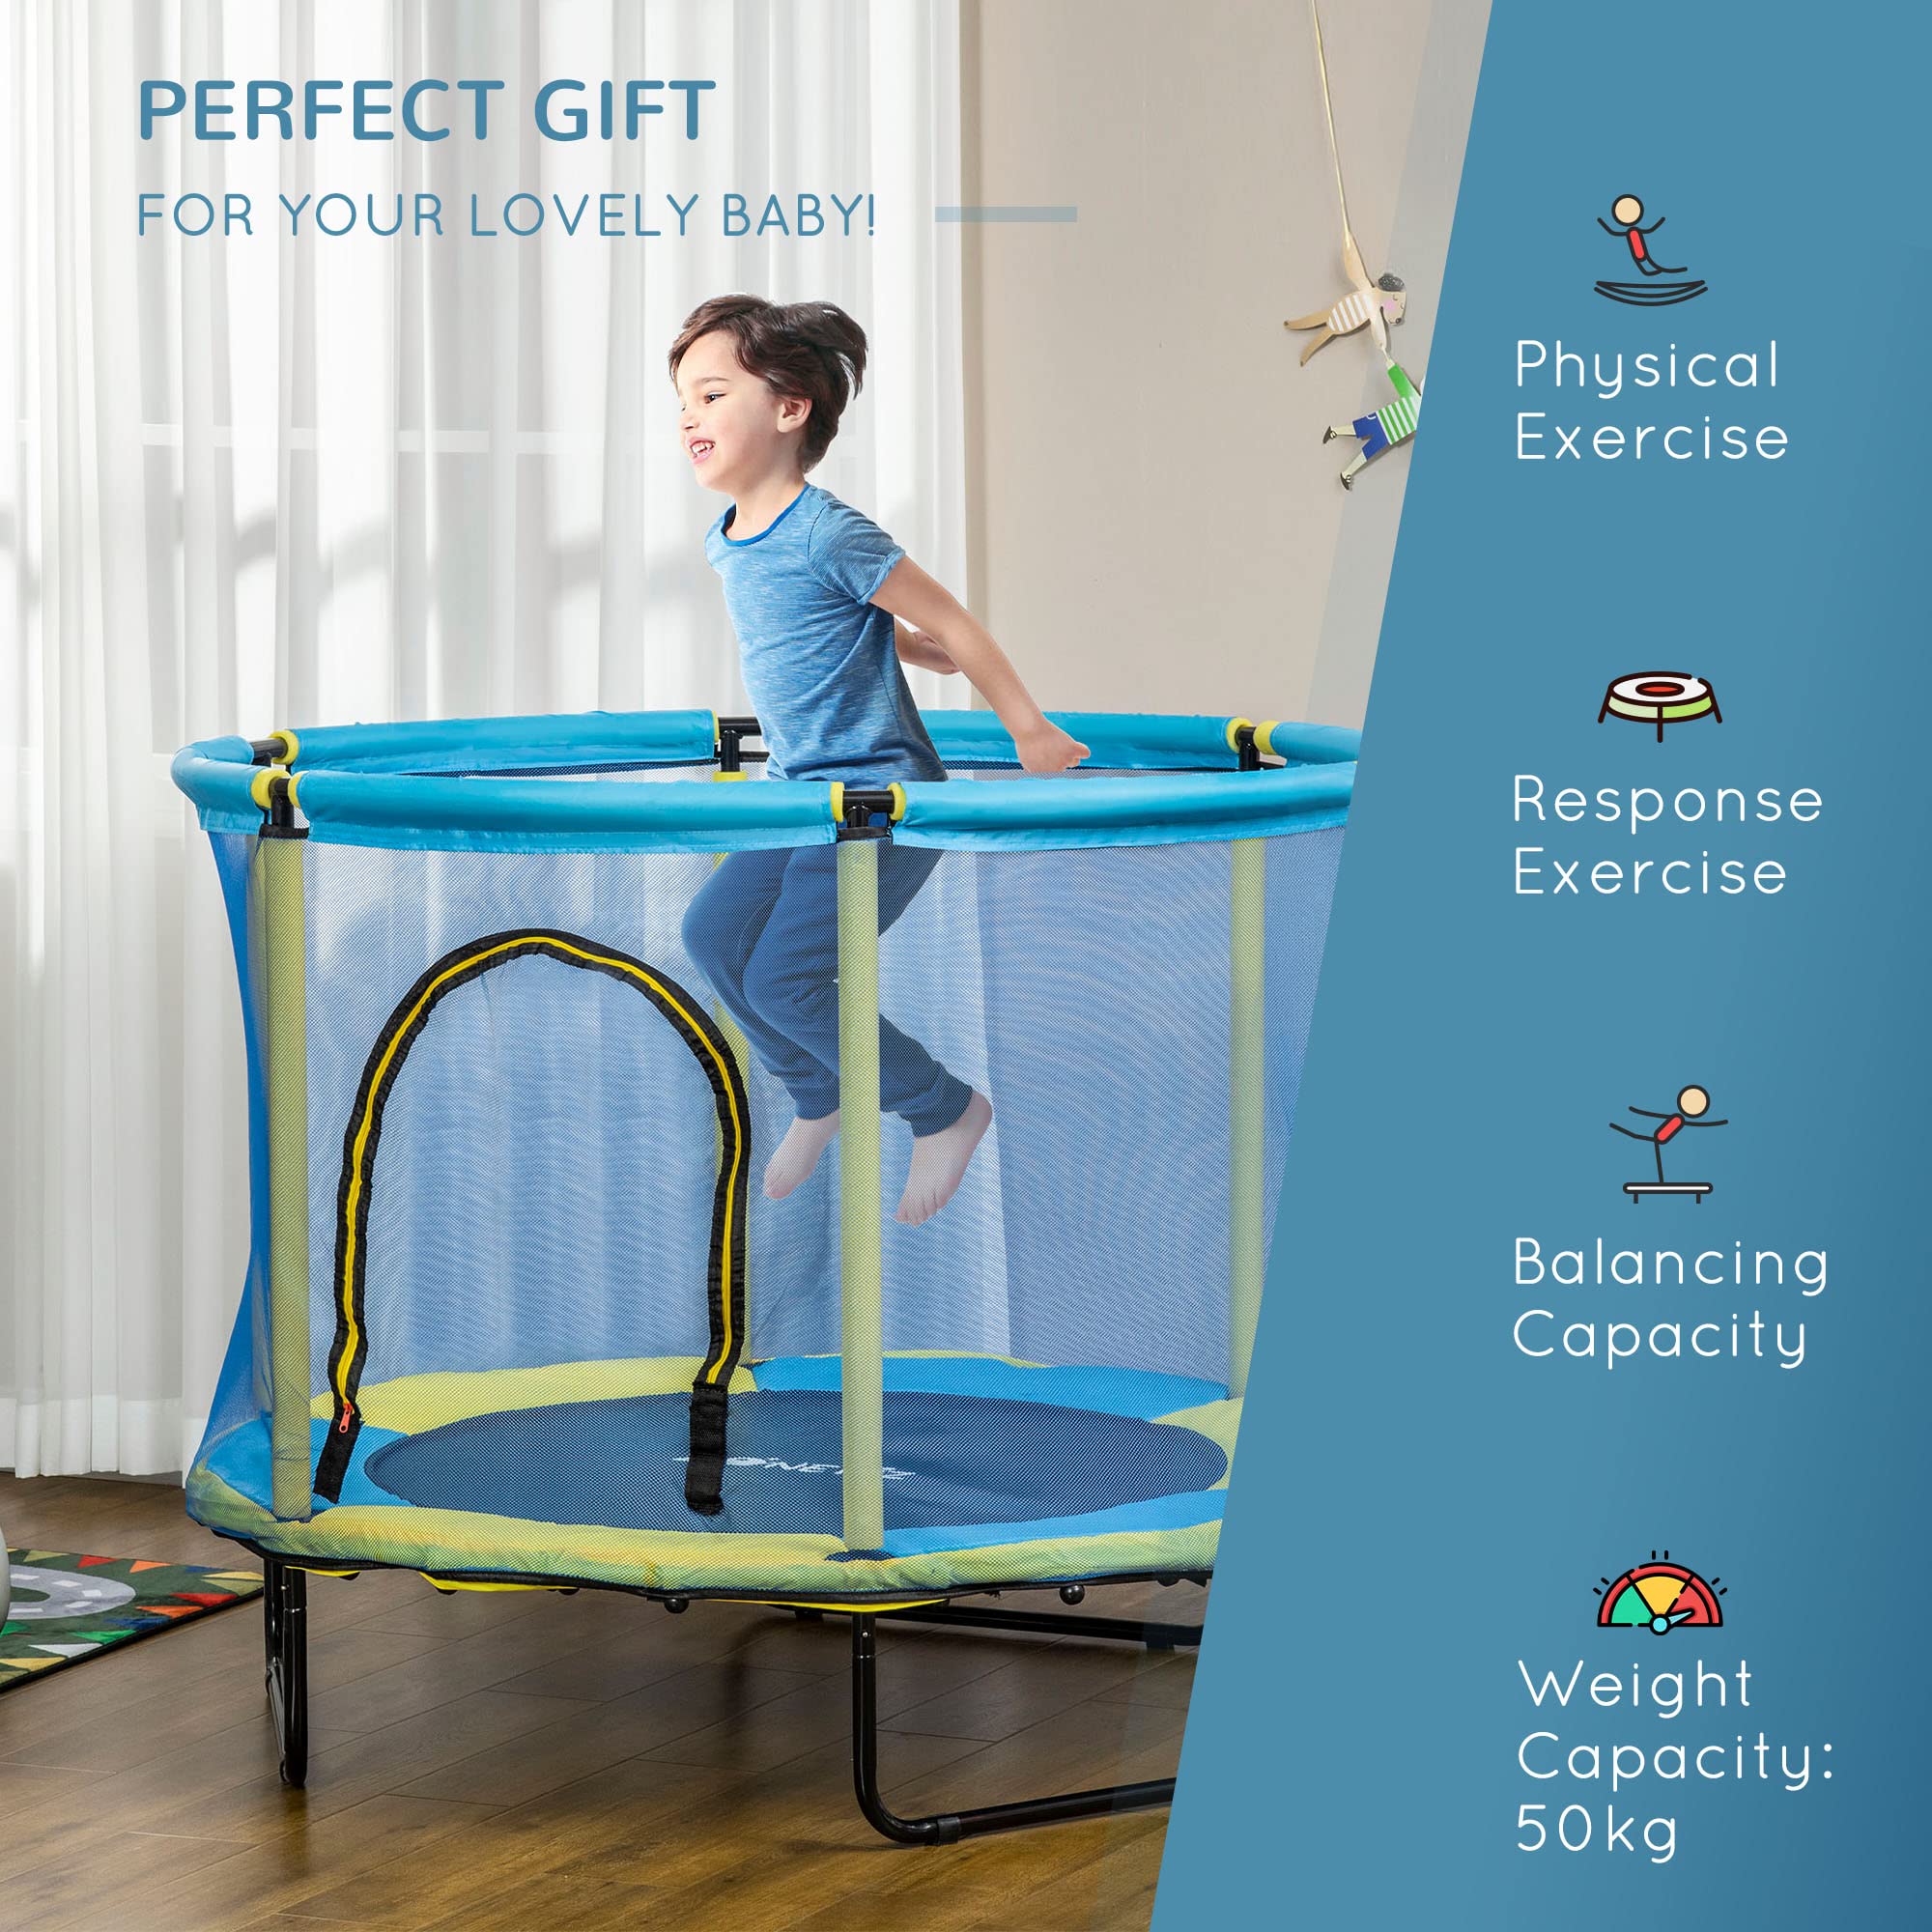 PERFECT GIFT
FOR YOUR LOVELY BABY!
Physical
Exercise
Response
Exercise
Balancing
Capacity
Weight
Capacity:
50kg